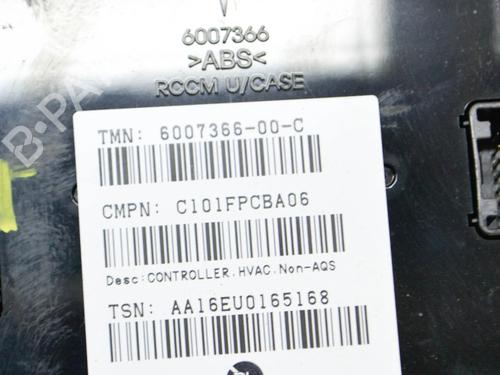 6007366
>ABS<
RCCM U/CASE
TMN: 6007366-00-C
CMPN: C101FPCBA06
Desc:CONTROLLER,HVAC,Non-AQS
TSN: AA16EU0165168